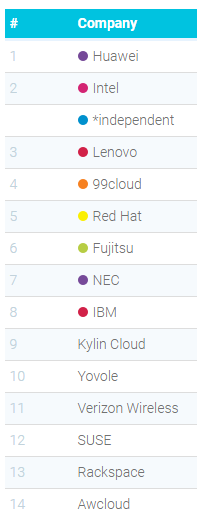 # Company
1 Huawei
2 Intel
*independent
3 Lenovo
4 99cloud
5 Red Hat
6 Fujitsu
7 NEC
8 IBM
9 Kylin Cloud
10 Yovole
11 Verizon Wireless
12 SUSE
13 Rackspace
14 Awcloud